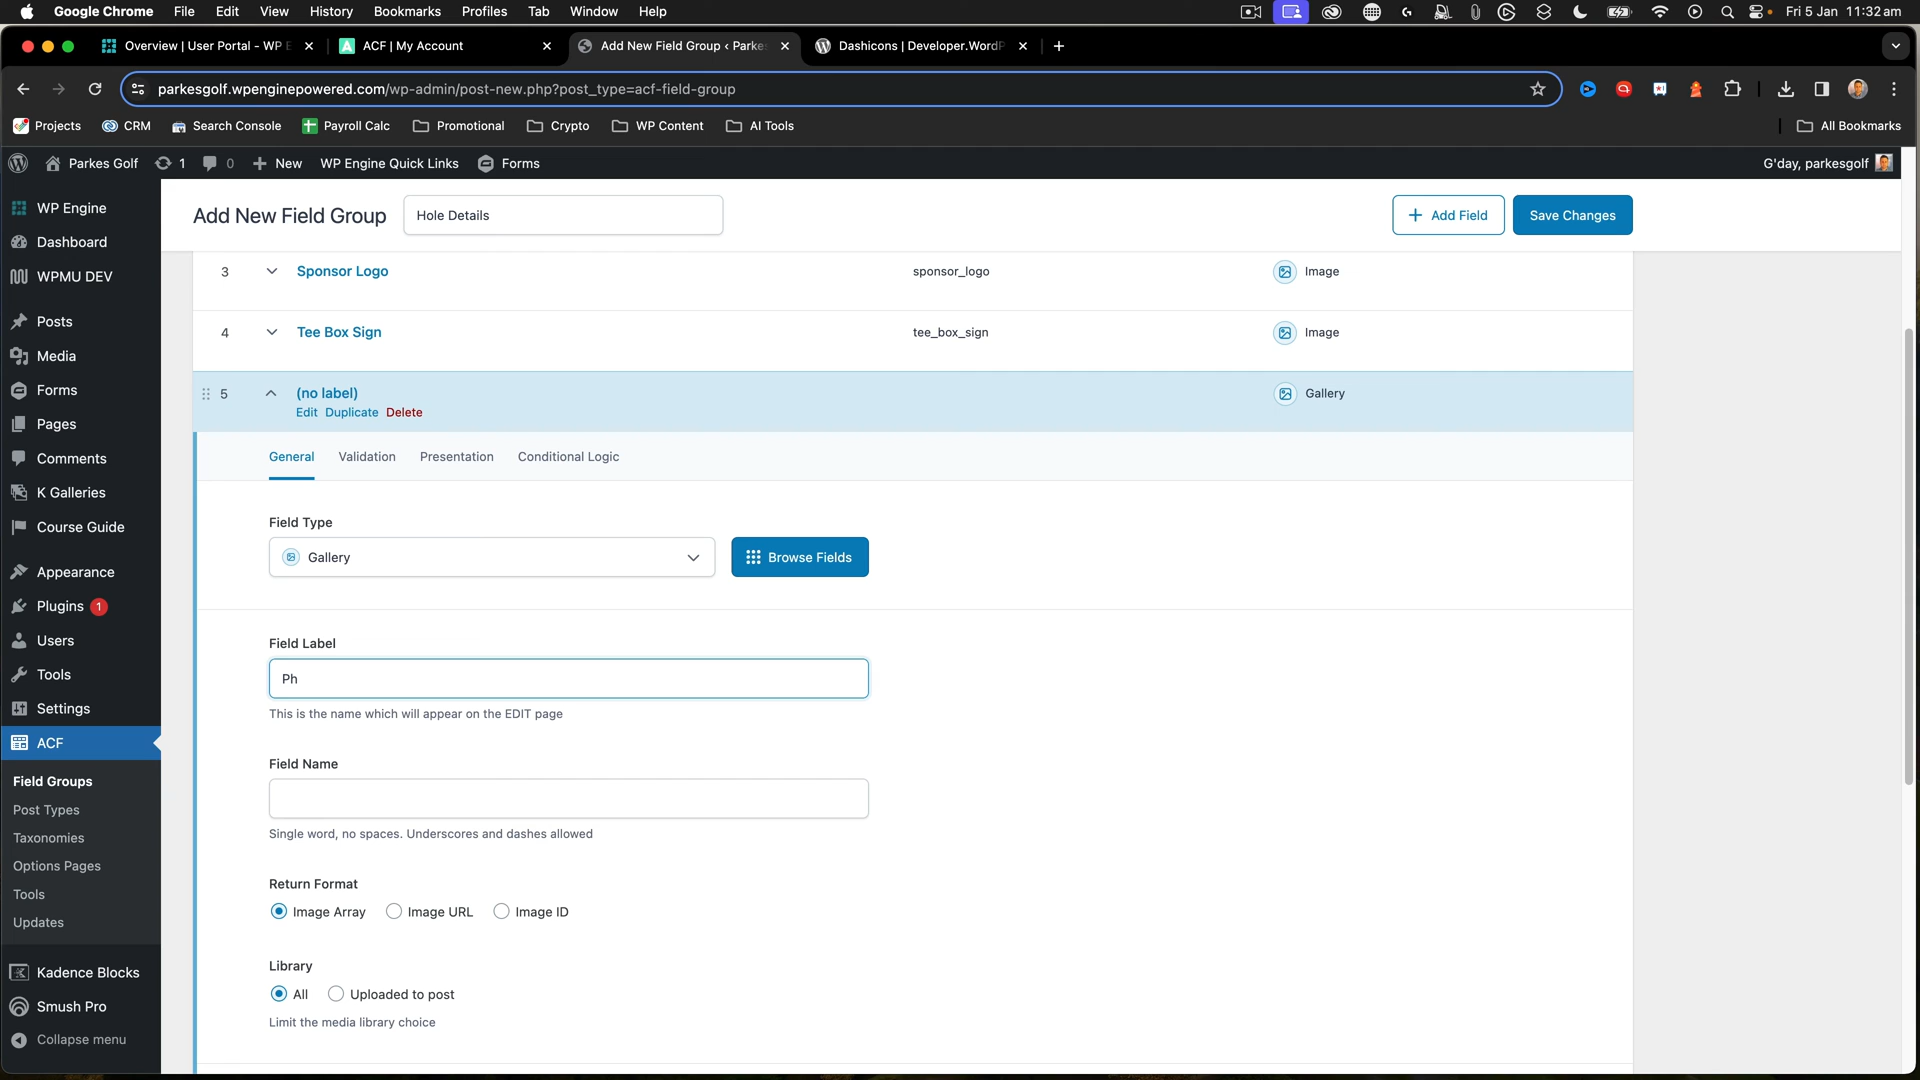 Google Chrome File Edit View History Bookmarks Profiles Tab Window Help Fri 5 Jan 11:32 am
Overview | User Portal - WP E ACF | My Account Add New Field Group ‹ Parkes Dashicons | Developer.WordP
parkesgolf.wpenginepowered.com/wp-admin/post-new.php?post_type=acf-field-group
Projects CRM Search Console Payroll Calc Promotional Crypto WP Content AI Tools All Bookmarks
Parkes Golf 1 0 New WP Engine Quick Links Forms G'day, parkesgolf
WP Engine
Dashboard
WPMU DEV
Posts
Media
Forms
Pages
Comments
K Galleries
Course Guide
Appearance
Plugins 1
Users
Tools
Settings
ACF
Field Groups
Post Types
Taxonomies
Options Pages
Tools
Updates
Kadence Blocks
Smush Pro
Collapse menu
Add New Field Group Hole Details + Add Field Save Changes
3 Sponsor Logo sponsor_logo Image
4 Tee Box Sign tee_box_sign Image
5 (no label) Gallery
Edit Duplicate Delete
General Validation Presentation Conditional Logic
Field Type
Gallery Browse Fields
Field Label
Ph
This is the name which will appear on the EDIT page
Field Name
Single word, no spaces. Underscores and dashes allowed
Return Format
Image Array Image URL Image ID
Library
All Uploaded to post
Limit the media library choice